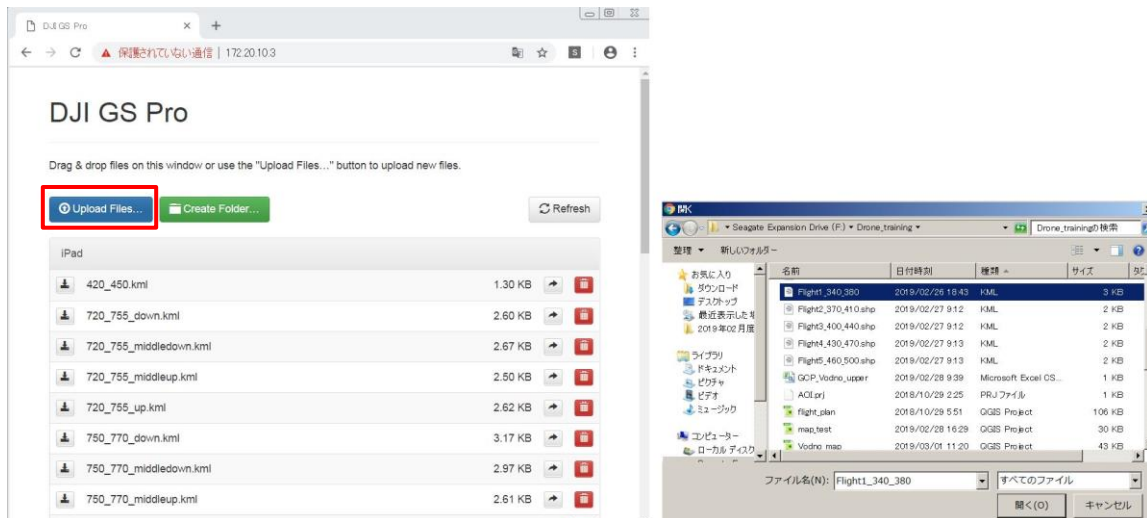 DJI GS Pro
保護されていない通信 | 172.20.10.3
DJI GS Pro
Drag & drop files on this window or use the "Upload Files..." button to upload new files.
Upload Files...
Create Folder...
Refresh
iPad
420_450.kml 1.30 KB
720_755_down.kml 2.60 KB
720_755_middledown.kml 2.67 KB
720_755_middleup.kml 2.50 KB
720_755_up.kml 2.62 KB
750_770_down.kml 3.17 KB
750_770_middledown.kml 2.97 KB
750_770_middleup.kml 2.61 KB
開く
Seagate Expansion Drive (F:) Drone_training
Drone_trainingの検索
整理 新しいフォルダー
お気に入り
ダウンロード
デスクトップ
最近表示した場
2019年02月度
ライブラリ
ドキュメント
ピクチャ
ビデオ
ミュージック
コンピューター
ローカル ディスク
名前 日付時刻 種類 サイズ
Flight1_340_380 2019/02/26 18:43 KML 3 KB
Flight2_370_410.shp 2019/02/27 9:12 KML 2 KB
Flight3_400_440.shp 2019/02/27 9:12 KML 2 KB
Flight4_430_470.shp 2019/02/27 9:13 KML 2 KB
Flight5_460_500.shp 2019/02/27 9:13 KML 2 KB
GCP_Vodno_upper 2019/02/28 9:39 Microsoft Excel CS... 1 KB
AOI.prj 2018/10/29 2:25 PRJ ファイル 1 KB
flight_plan 2018/10/29 5:51 QGIS Project 106 KB
map_test 2019/02/28 16:29 QGIS Project 30 KB
Vodno map 2019/03/01 11:20 QGIS Project 43 KB
ファイル名(N): Flight1_340_380
すべてのファイル
開く(O)
キャンセル